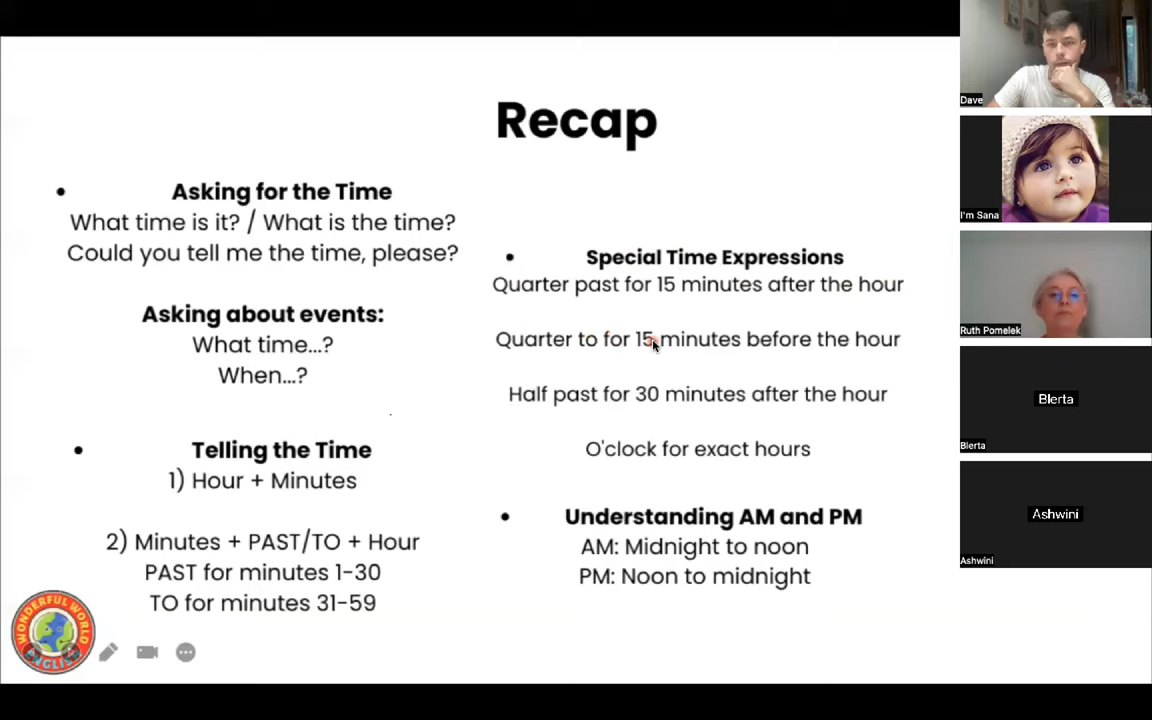 Recap
Asking for the Time
What time is it? / What is the time?
Could you tell me the time, please?
Asking about events:
What time...?
When...?
Telling the Time
1) Hour + Minutes
2) Minutes + PAST/TO + Hour
PAST for minutes 1-30
TO for minutes 31-59
Special Time Expressions
Quarter past for 15 minutes after the hour
Quarter to for 15 minutes before the hour
Half past for 30 minutes after the hour
O'clock for exact hours
Understanding AM and PM
AM: Midnight to noon
PM: Noon to midnight
WONDERFUL WORLD
ENGLISH
Dave
I'm Sana
Ruth Pomelek
Blerta
Blerta
Ashwini
Ashwini